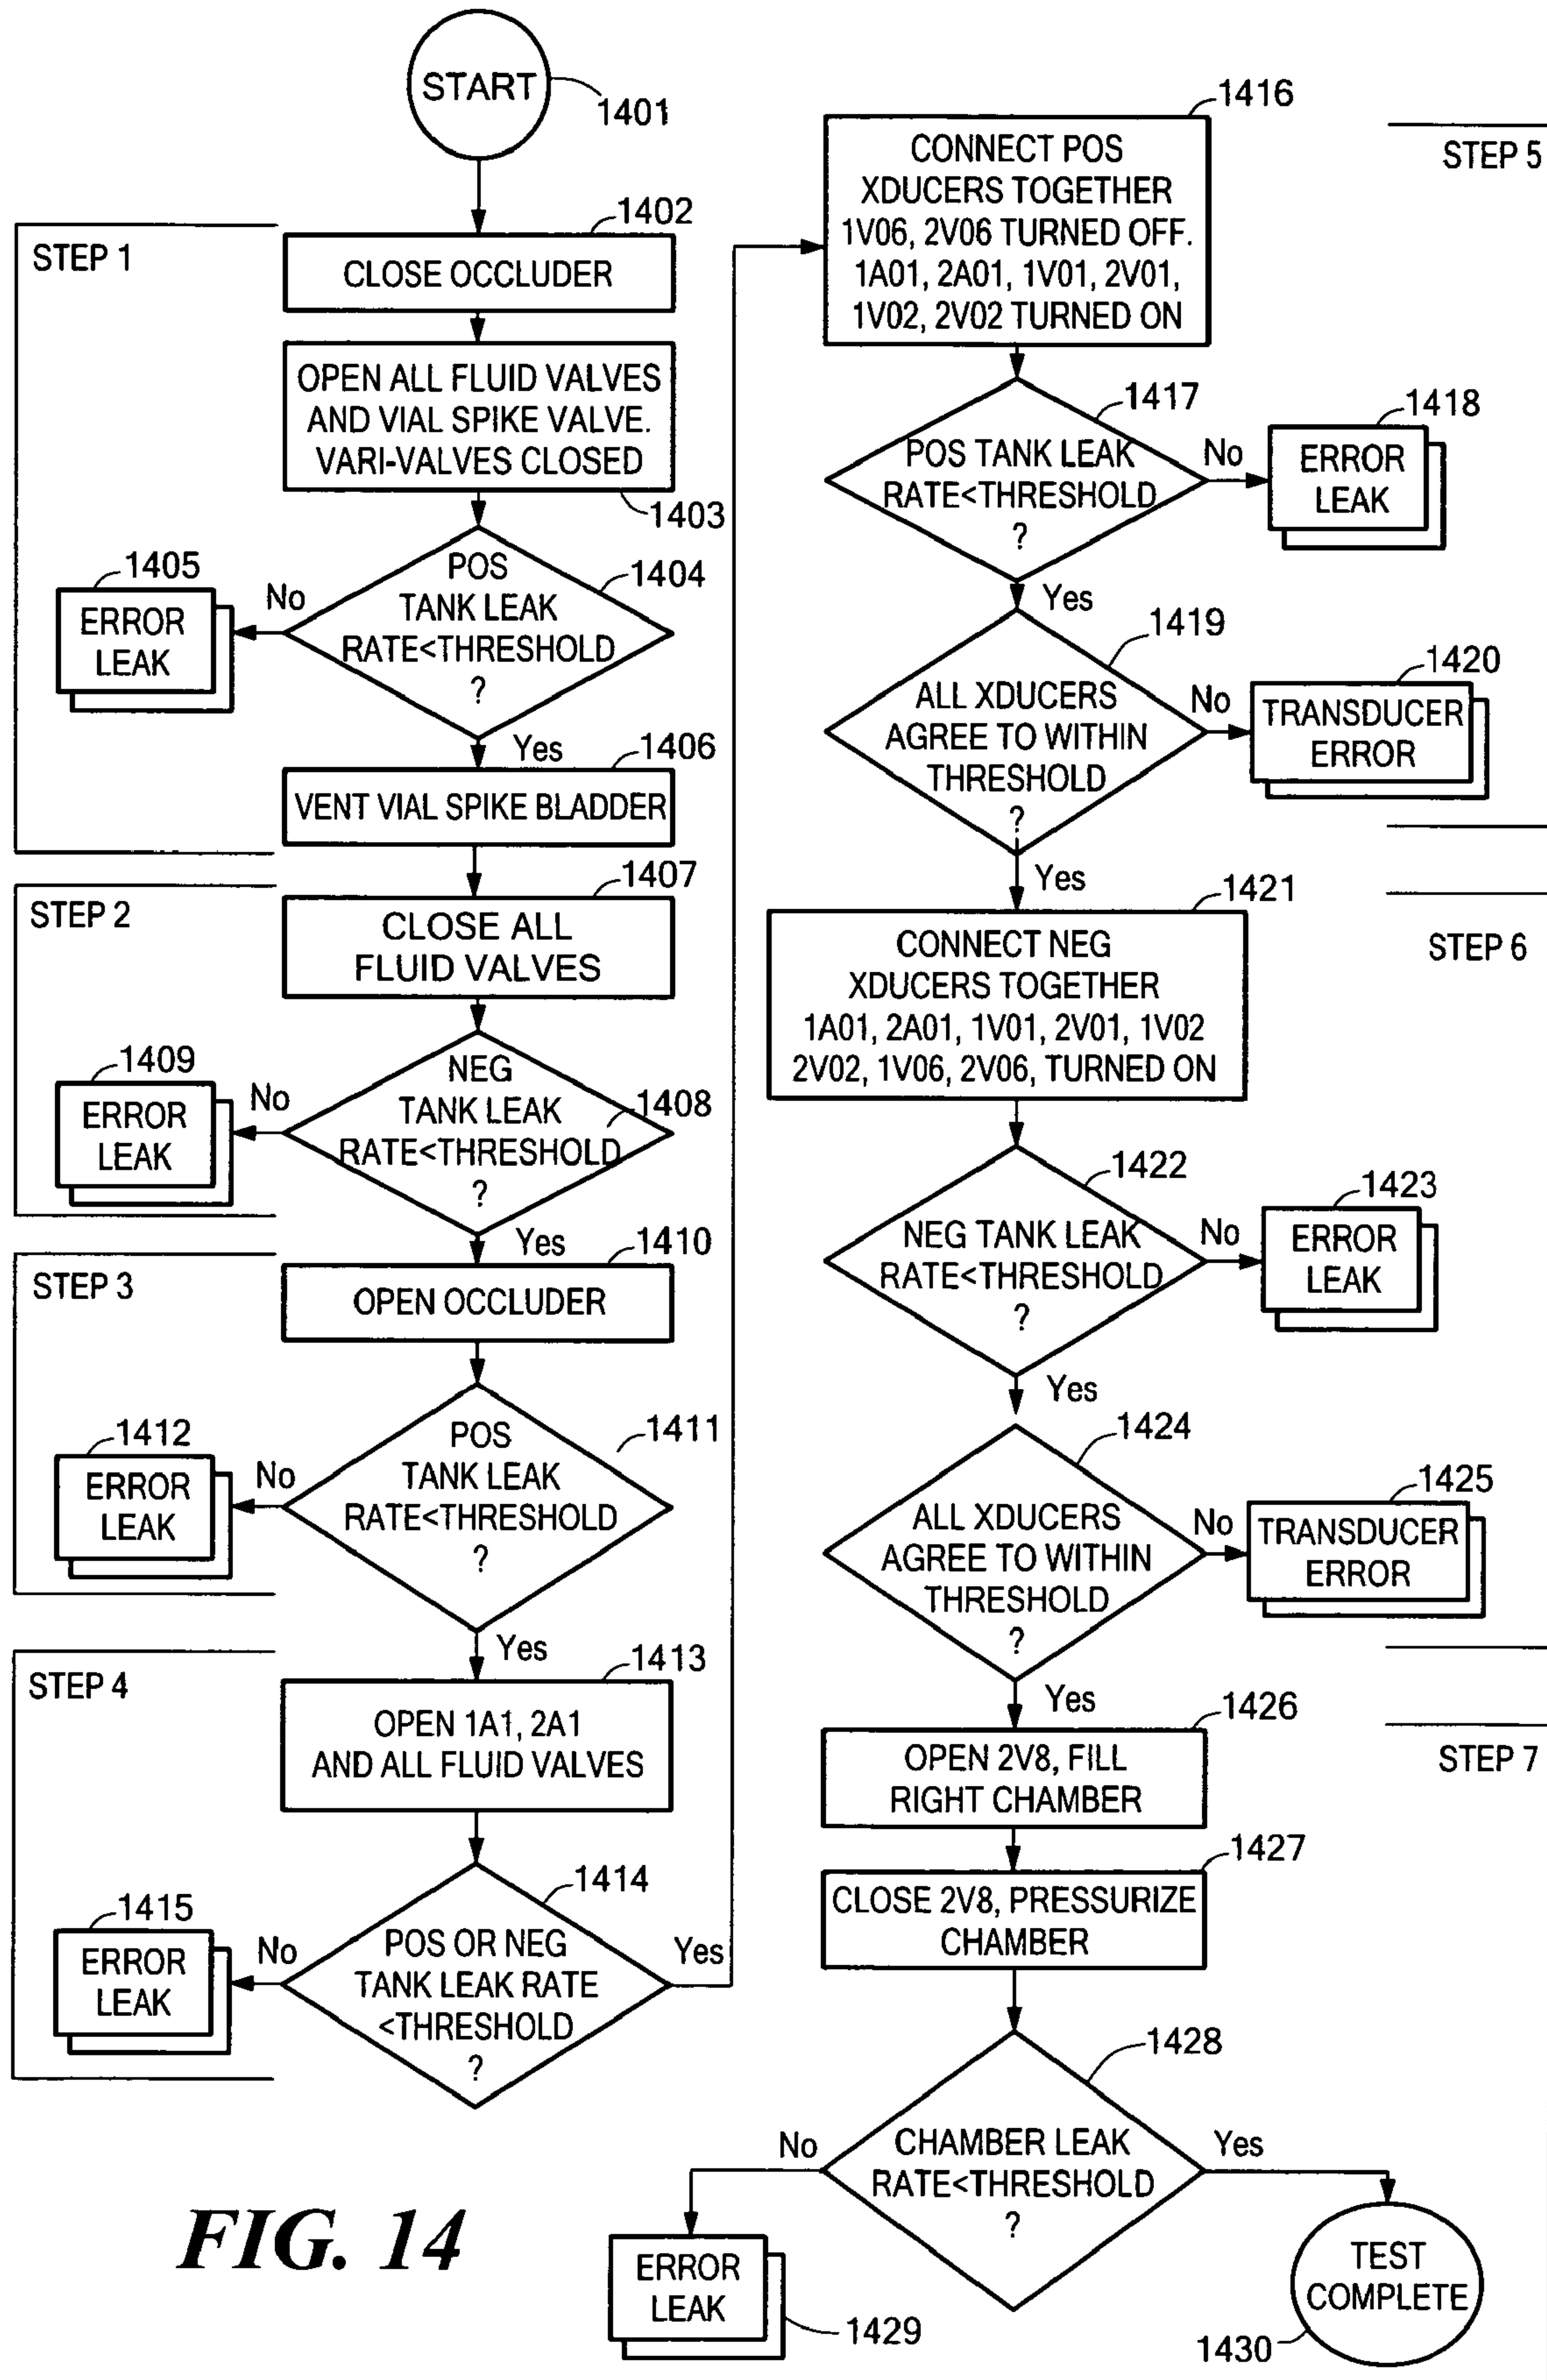 START
1401
STEP 1
1402
CLOSE OCCLUDER
OPEN ALL FLUID VALVES
AND VIAL SPIKE VALVE.
VARI-VALVES CLOSED
1403
POS
TANK LEAK
RATE<THRESHOLD
?
1404
No
1405
ERROR
LEAK
Yes
1406
VENT VIAL SPIKE BLADDER
STEP 2
1407
CLOSE ALL
FLUID VALVES
NEG
TANK LEAK
RATE<THRESHOLD
?
1408
No
1409
ERROR
LEAK
Yes
STEP 3
1410
OPEN OCCLUDER
POS
TANK LEAK
RATE<THRESHOLD
?
1411
No
1412
ERROR
LEAK
Yes
STEP 4
1413
OPEN 1A1, 2A1
AND ALL FLUID VALVES
1414
POS OR NEG
TANK LEAK RATE
<THRESHOLD
?
No
1415
ERROR
LEAK
Yes
STEP 5
1416
CONNECT POS
XDUCERS TOGETHER
1V06, 2V06 TURNED OFF.
1A01, 2A01, 1V01, 2V01,
1V02, 2V02 TURNED ON
1417
POS TANK LEAK
RATE<THRESHOLD
?
No
1418
ERROR
LEAK
Yes
1419
ALL XDUCERS
AGREE TO WITHIN
THRESHOLD
?
No
1420
TRANSDUCER
ERROR
Yes
STEP 6
1421
CONNECT NEG
XDUCERS TOGETHER
1A01, 2A01, 1V01, 2V01, 1V02
2V02, 1V06, 2V06, TURNED ON
1422
NEG TANK LEAK
RATE<THRESHOLD
?
No
1423
ERROR
LEAK
Yes
1424
ALL XDUCERS
AGREE TO WITHIN
THRESHOLD
?
No
1425
TRANSDUCER
ERROR
Yes
STEP 7
1426
OPEN 2V8, FILL
RIGHT CHAMBER
1427
CLOSE 2V8, PRESSURIZE
CHAMBER
1428
CHAMBER LEAK
RATE<THRESHOLD
?
No
ERROR
LEAK
1429
Yes
TEST
COMPLETE
1430
FIG. 14